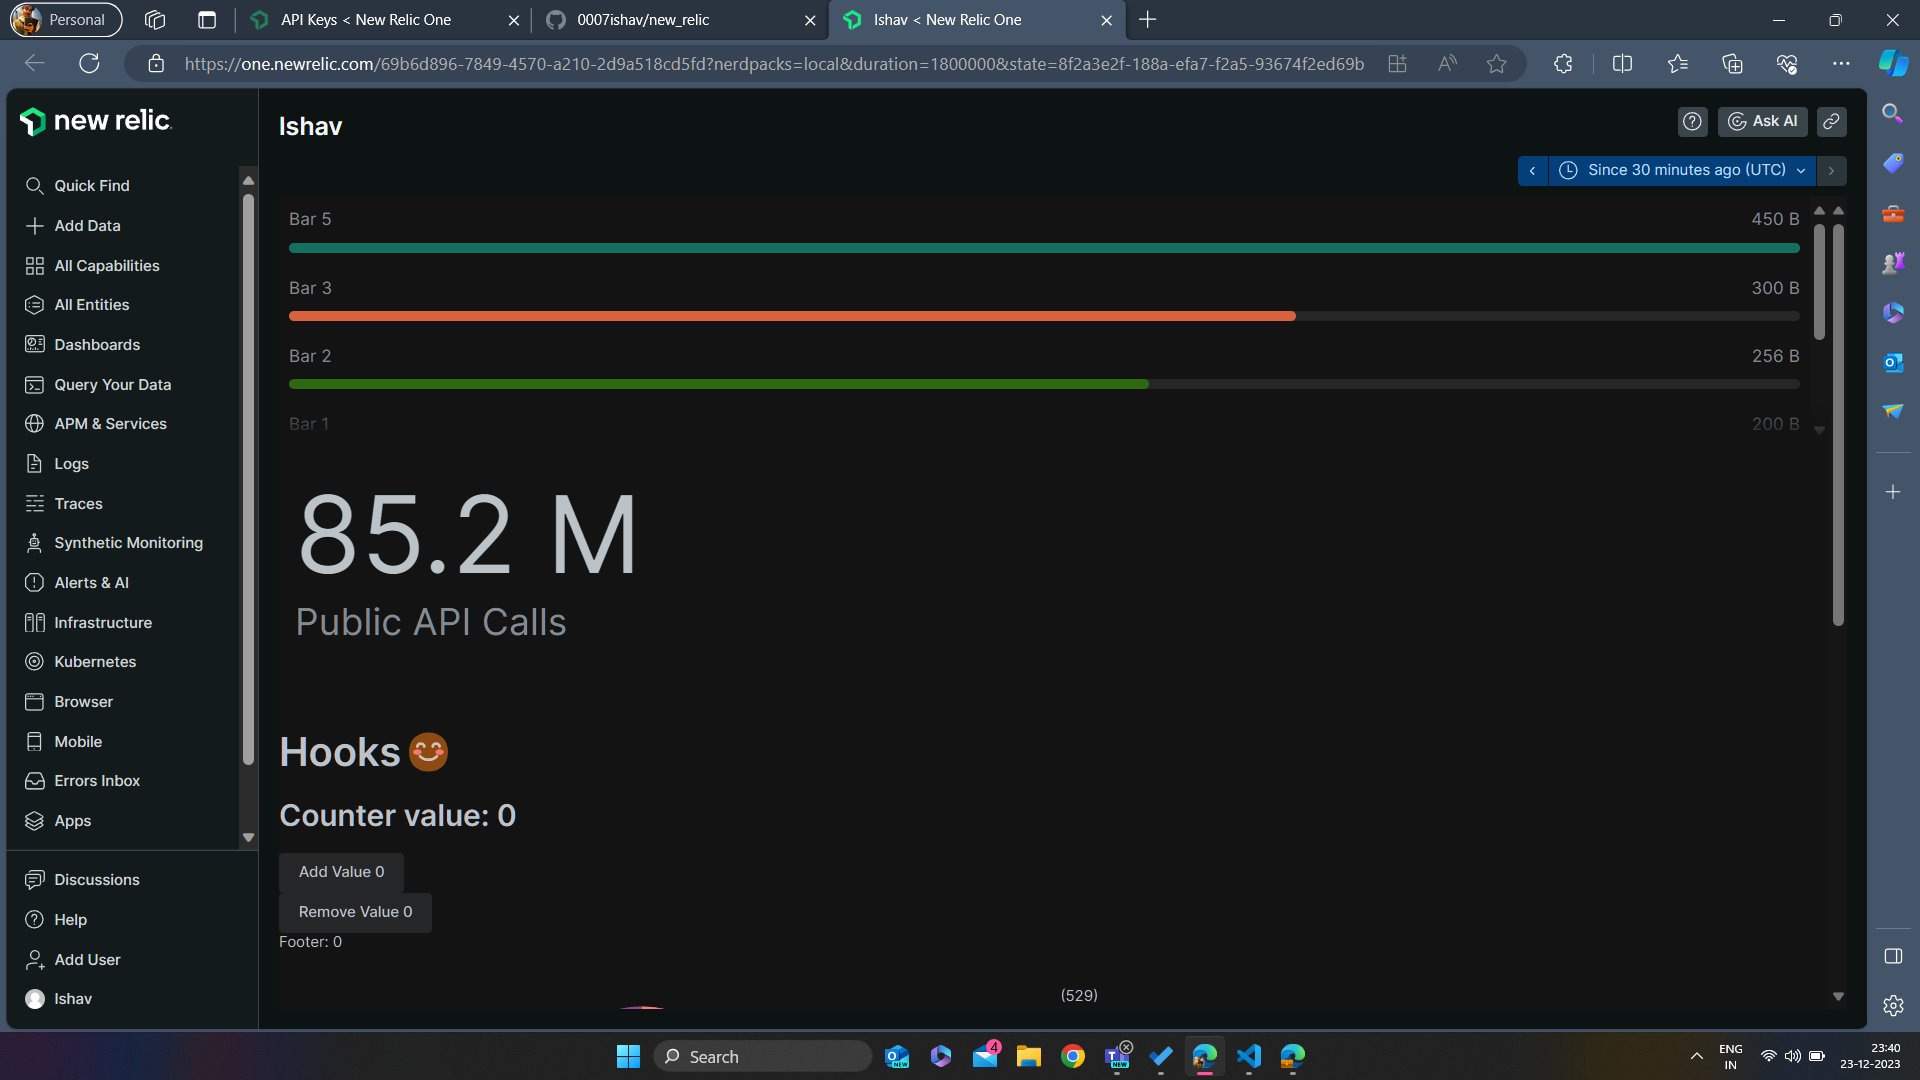 Personal
API Keys < New Relic One
0007ishav/new_relic
Ishav < New Relic One
https://one.newrelic.com/69b6d896-7849-4570-a210-2d9a518cd5fd?nerdpacks=local&duration=1800000&state=8f2a3e2f-188a-efa7-f2a5-93674f2ed69b
new relic
Ishav
Ask AI
Since 30 minutes ago (UTC)
Quick Find
Add Data
All Capabilities
All Entities
Dashboards
Query Your Data
APM & Services
Logs
Traces
Synthetic Monitoring
Alerts & AI
Infrastructure
Kubernetes
Browser
Mobile
Errors Inbox
Apps
Discussions
Help
Add User
Ishav
Bar 5 450 B
Bar 3 300 B
Bar 2 256 B
Bar 1 200 B
85.2 M
Public API Calls
Hooks 😊
Counter value: 0
Add Value 0
Remove Value 0
Footer: 0
(529)
Search
4
ENG
IN
23:40
23-12-2023